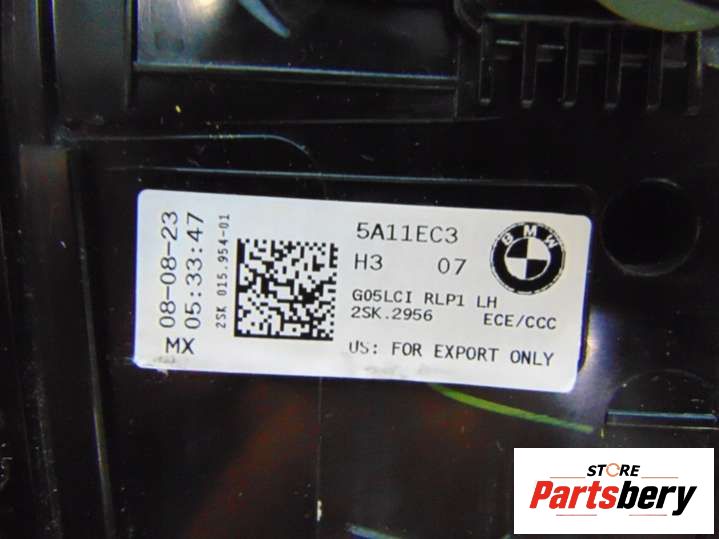 08-08-23
05:33:47
MX
2SK 015.954-01
5A11EC3
H3 07
BMW
G05LCI RLP1 LH
2SK.2956 ECE/CCC
US: FOR EXPORT ONLY
STORE
Partsbery